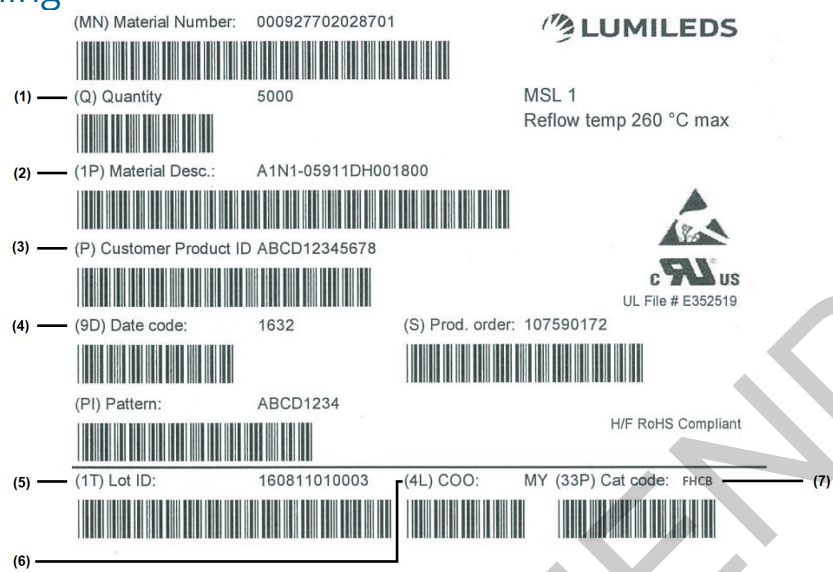 (MN) Material Number: 000927702028701
LUMILEDS
(1) (Q) Quantity 5000
MSL 1
Reflow temp 260 °C max
(2) (1P) Material Desc.: A1N1-05911DH001800
(3) (P) Customer Product ID ABCD12345678
C US
UL File # E352519
(4) (9D) Date code: 1632 (S) Prod. order: 107590172
(PI) Pattern: ABCD1234
H/F RoHS Compliant
(5) (1T) Lot ID: 160811010003 (4L) COO: MY (33P) Cat code: FHCB (7)
(6)